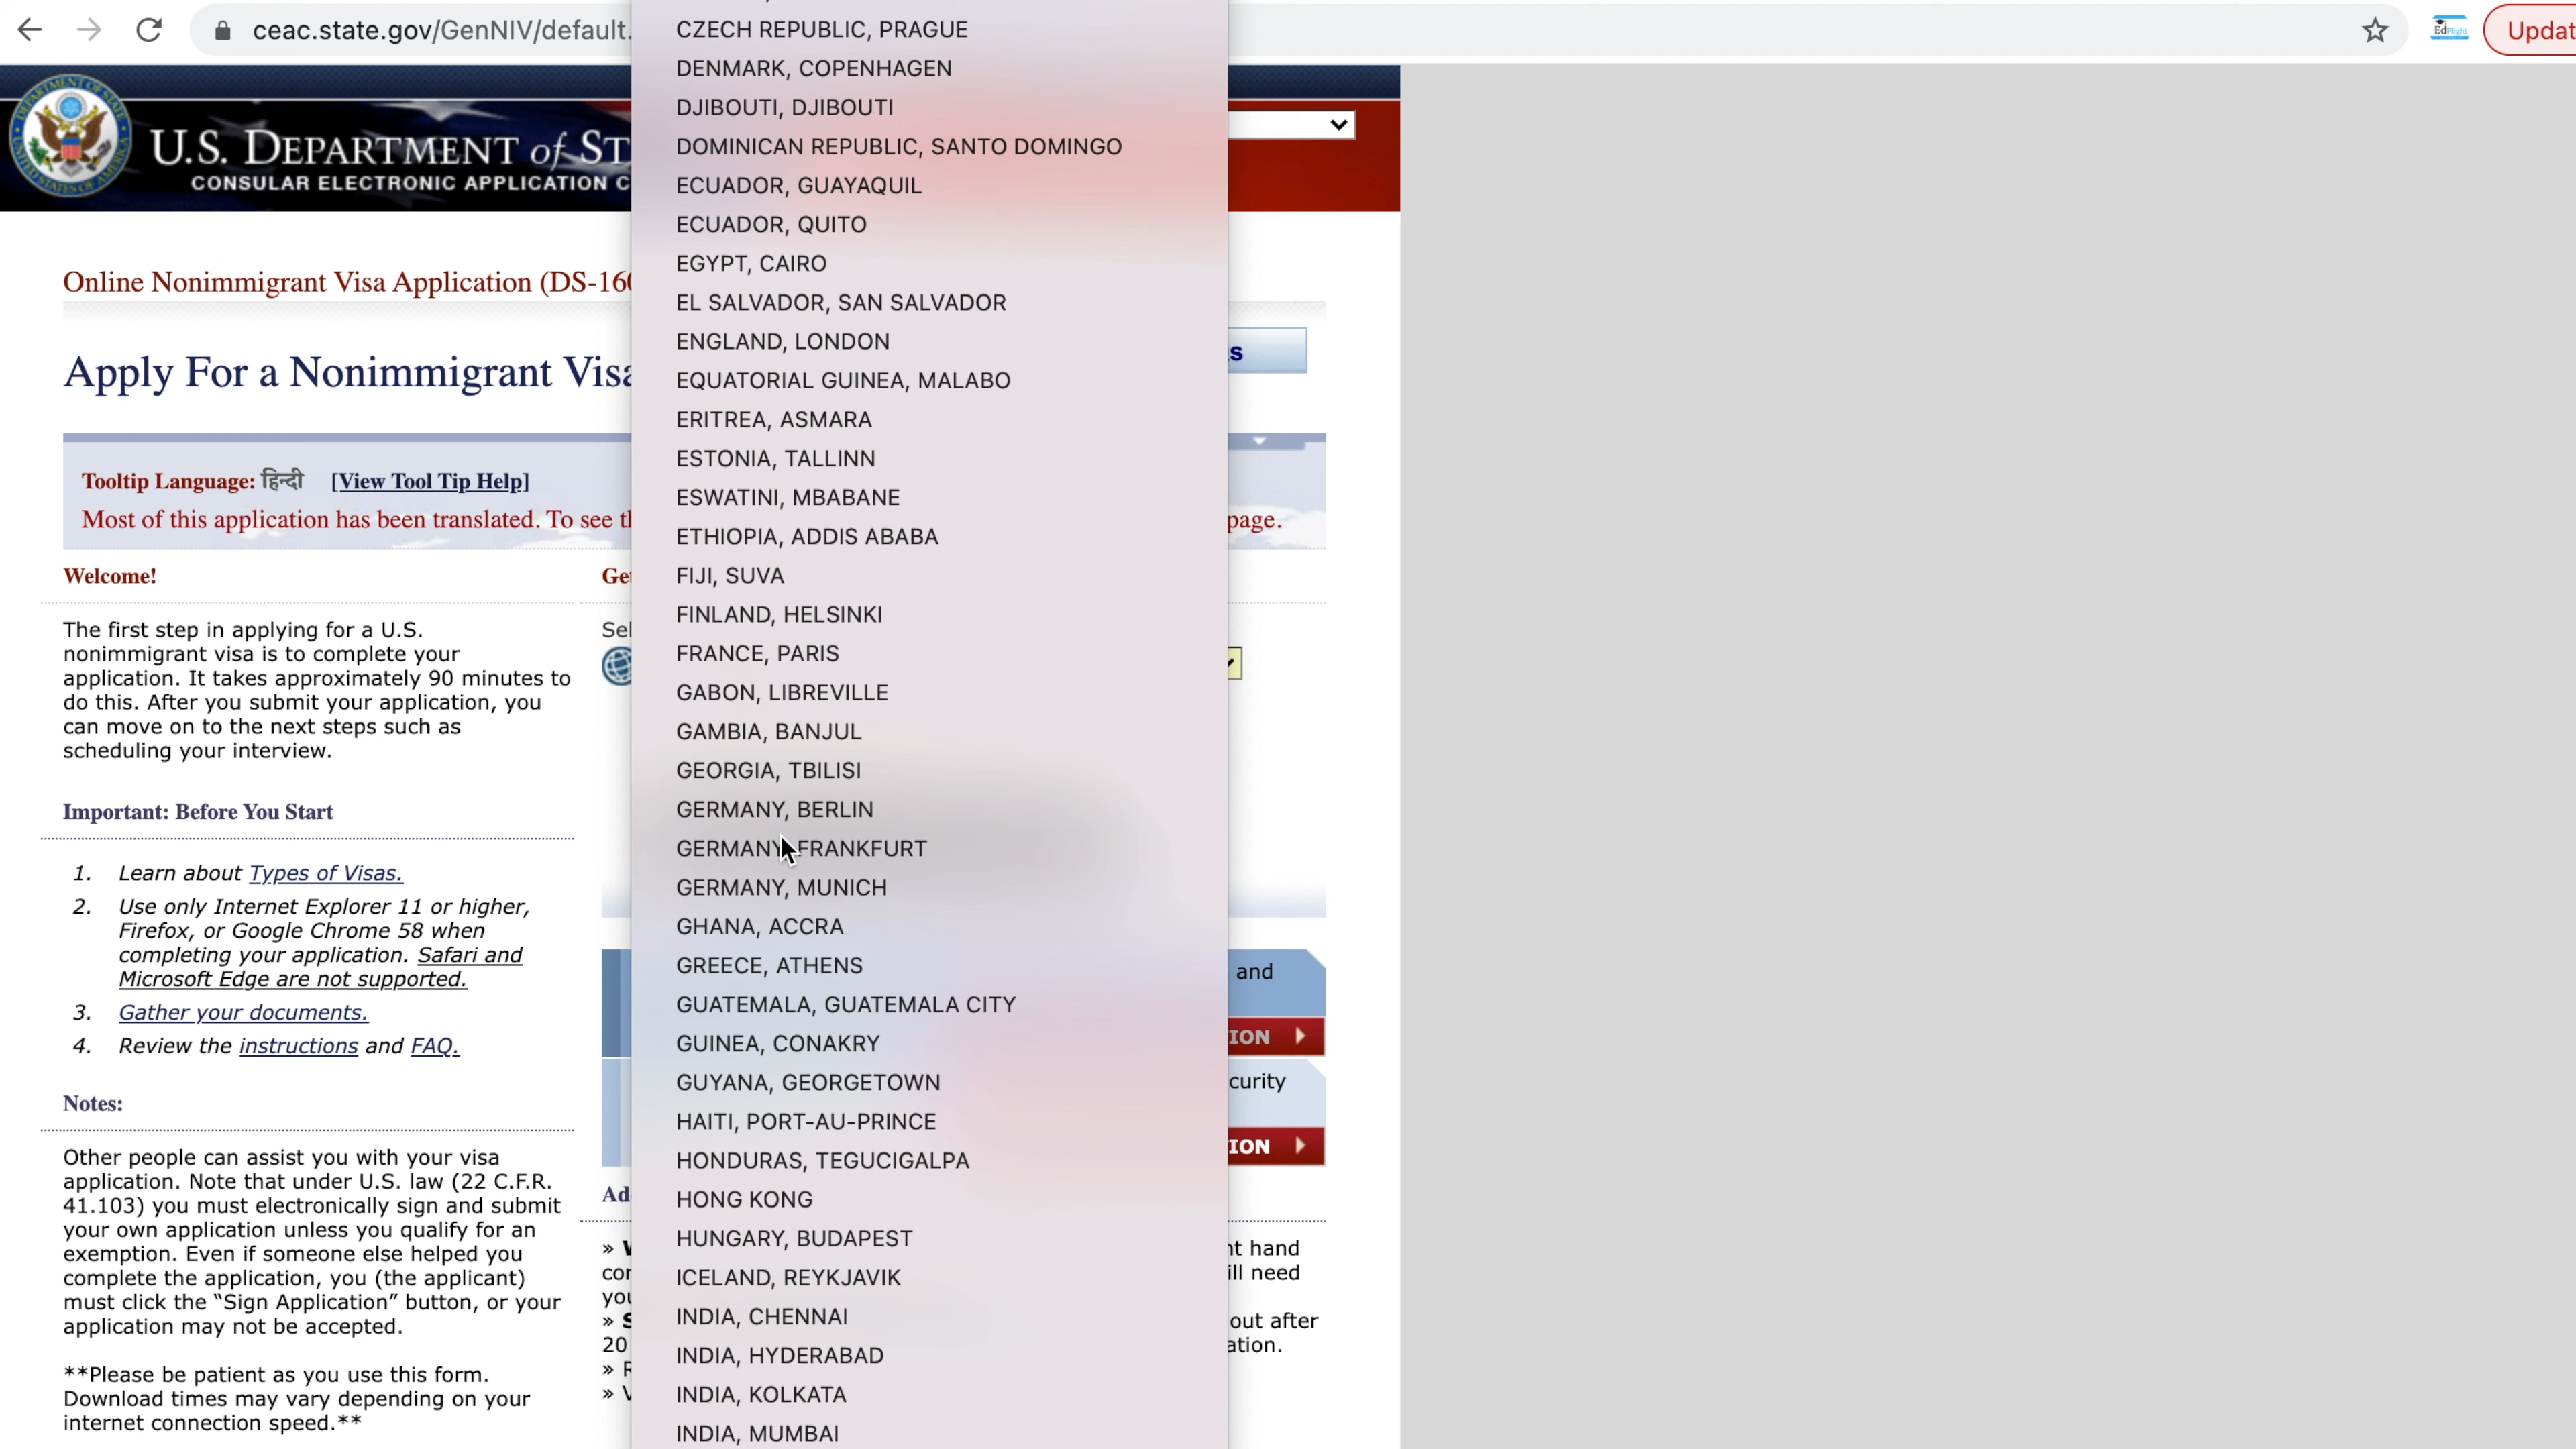 ceac.state.gov/GenNIV/default.
Ed Flight
Updat
U.S. DEPARTMENT of ST
CONSULAR ELECTRONIC APPLICATION C
Online Nonimmigrant Visa Application (DS-160
Apply For a Nonimmigrant Visa
Tooltip Language: हिन्दी [View Tool Tip Help]
Most of this application has been translated. To see th
page.
Welcome!
The first step in applying for a U.S.
nonimmigrant visa is to complete your
application. It takes approximately 90 minutes to
do this. After you submit your application, you
can move on to the next steps such as
scheduling your interview.
Important: Before You Start
1. Learn about Types of Visas.
2. Use only Internet Explorer 11 or higher,
Firefox, or Google Chrome 58 when
completing your application. Safari and
Microsoft Edge are not supported.
3. Gather your documents.
4. Review the instructions and FAQ.
Notes:
Other people can assist you with your visa
application. Note that under U.S. law (22 C.F.R.
41.103) you must electronically sign and submit
your own application unless you qualify for an
exemption. Even if someone else helped you
complete the application, you (the applicant)
must click the “Sign Application” button, or your
application may not be accepted.
**Please be patient as you use this form.
Download times may vary depending on your
internet connection speed.**
Get
Sel
Ad
» W
con
you
» S
20
» R
» V
CZECH REPUBLIC, PRAGUE
DENMARK, COPENHAGEN
DJIBOUTI, DJIBOUTI
DOMINICAN REPUBLIC, SANTO DOMINGO
ECUADOR, GUAYAQUIL
ECUADOR, QUITO
EGYPT, CAIRO
EL SALVADOR, SAN SALVADOR
ENGLAND, LONDON
EQUATORIAL GUINEA, MALABO
ERITREA, ASMARA
ESTONIA, TALLINN
ESWATINI, MBABANE
ETHIOPIA, ADDIS ABABA
FIJI, SUVA
FINLAND, HELSINKI
FRANCE, PARIS
GABON, LIBREVILLE
GAMBIA, BANJUL
GEORGIA, TBILISI
GERMANY, BERLIN
GERMANY, FRANKFURT
GERMANY, MUNICH
GHANA, ACCRA
GREECE, ATHENS
GUATEMALA, GUATEMALA CITY
GUINEA, CONAKRY
GUYANA, GEORGETOWN
HAITI, PORT-AU-PRINCE
HONDURAS, TEGUCIGALPA
HONG KONG
HUNGARY, BUDAPEST
ICELAND, REYKJAVIK
INDIA, CHENNAI
INDIA, HYDERABAD
INDIA, KOLKATA
INDIA, MUMBAI
s
and
ION
curity
ION
nt hand
ill need
out after
ation.